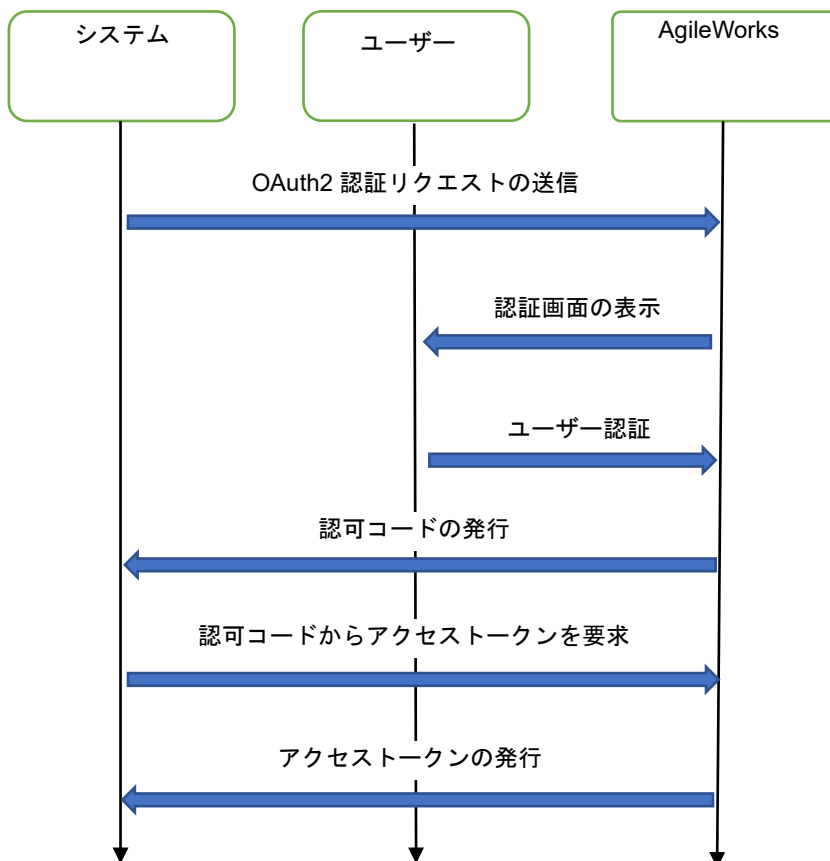 システム
ユーザー
AgileWorks
OAuth2 認証リクエストの送信
認証画面の表示
ユーザー認証
認可コードの発行
認可コードからアクセストークンを要求
アクセストークンの発行